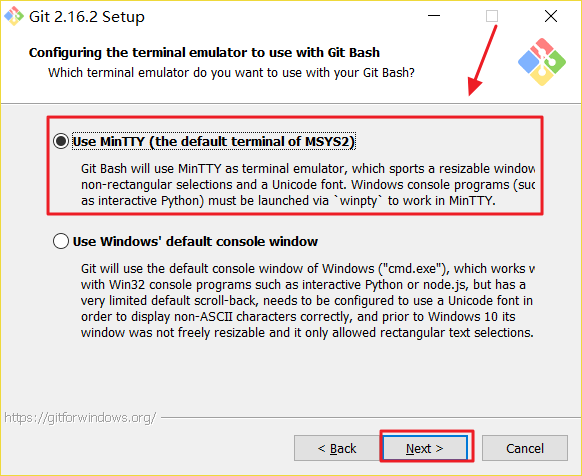 Git 2.16.2 Setup
Configuring the terminal emulator to use with Git Bash
Which terminal emulator do you want to use with your Git Bash?
Use MinTTY (the default terminal of MSYS2)
Git Bash will use MinTTY as terminal emulator, which sports a resizable window
non-rectangular selections and a Unicode font. Windows console programs (suc
as interactive Python) must be launched via `winpty` to work in MinTTY.
Use Windows' default console window
Git will use the default console window of Windows ("cmd.exe"), which works w
with Win32 console programs such as interactive Python or node.js, but has a
very limited default scroll-back, needs to be configured to use a Unicode font in
order to display non-ASCII characters correctly, and prior to Windows 10 its
window was not freely resizable and it only allowed rectangular text selections.
https://gitforwindows.org/
< Back
Next >
Cancel